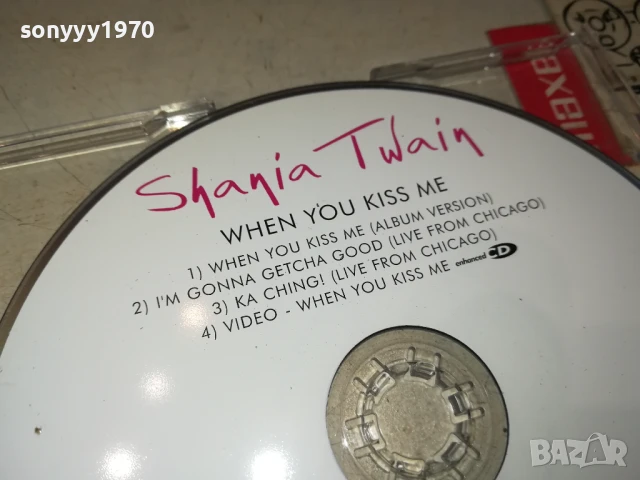 sonyyy1970
maxell
Shania Twain
WHEN YOU KISS ME
1) WHEN YOU KISS ME (ALBUM VERSION)
2) I'M GONNA GETCHA GOOD (LIVE FROM CHICAGO)
3) KA CHING! (LIVE FROM CHICAGO)
4) VIDEO - WHEN YOU KISS ME enhanced CD
BAZAR